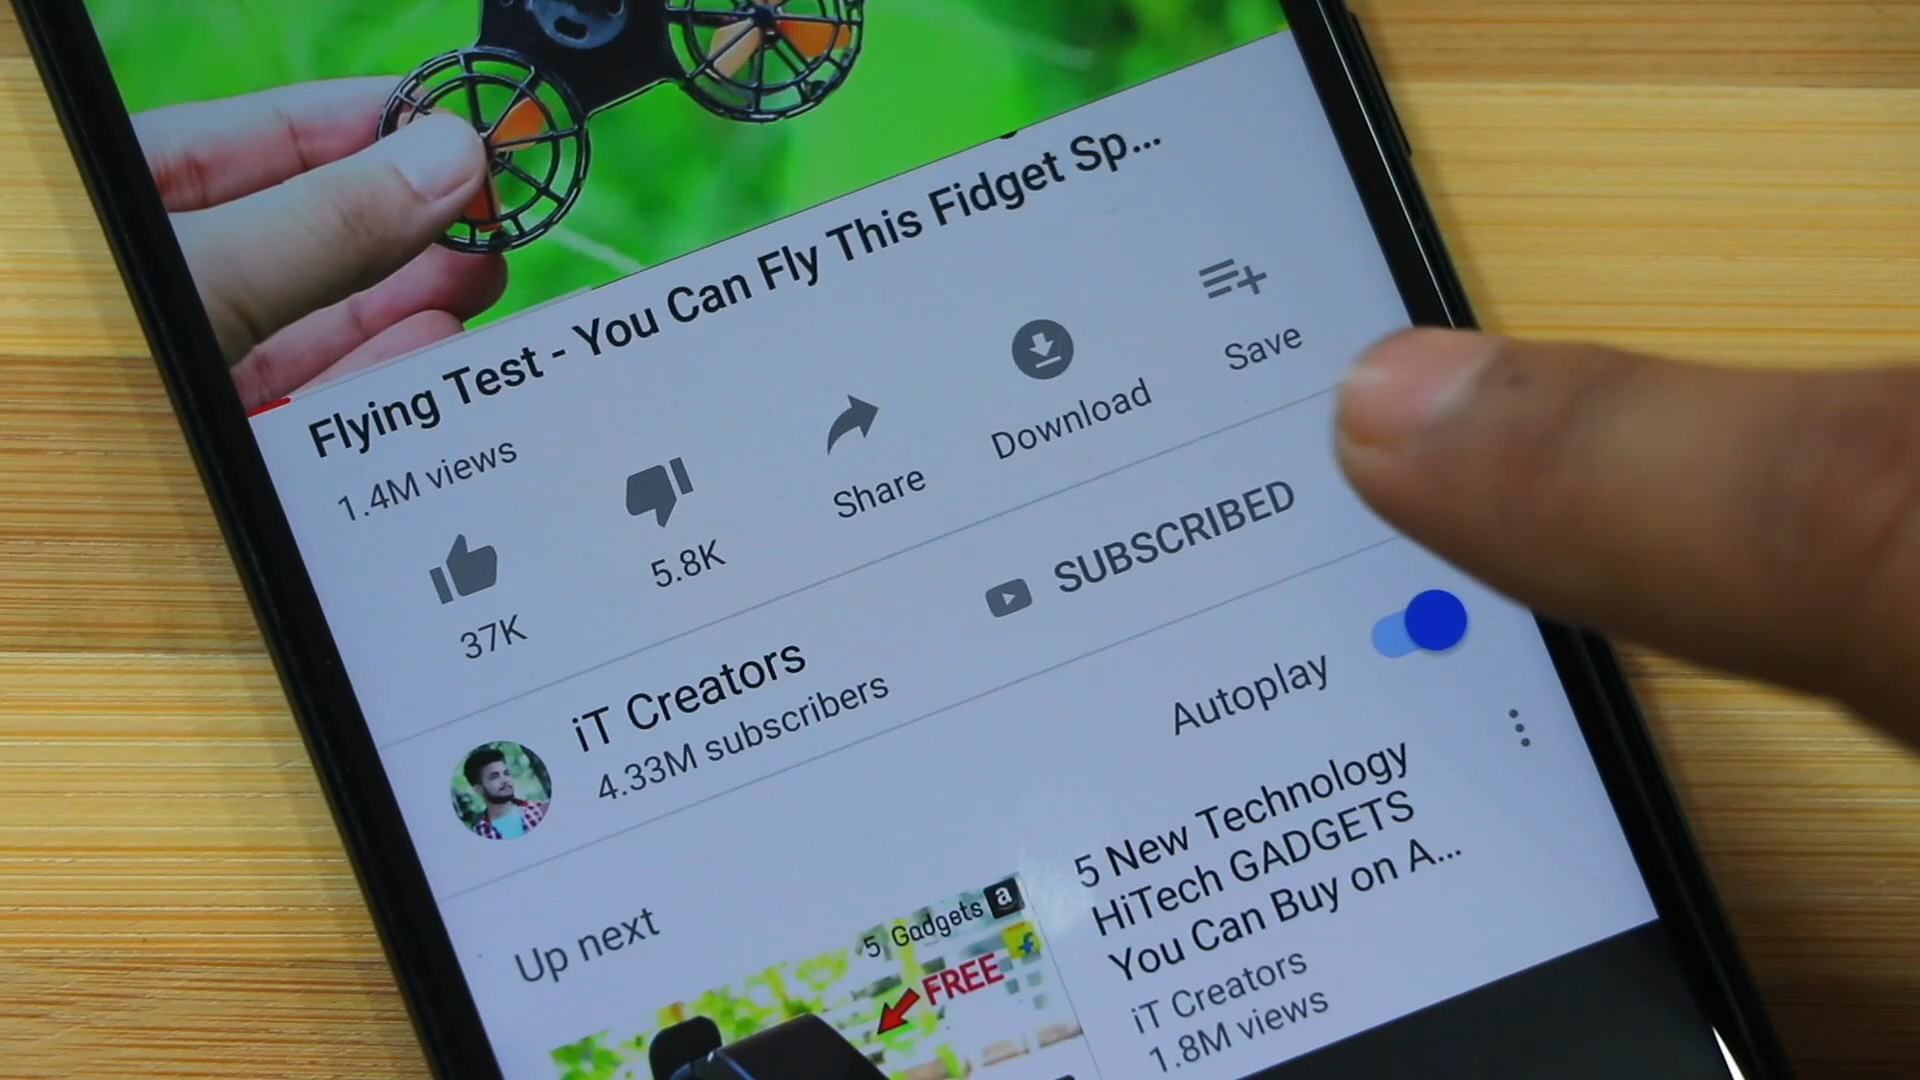 Flying Test - You Can Fly This Fidget Sp...
1.4M views
37K
5.8K
Share
Download
Save
iT Creators
4.33M subscribers
SUBSCRIBED
Autoplay
Up next
5 Gadgets a
FREE
5 New Technology
HiTech GADGETS
You Can Buy on A...
iT Creators
1.8M views